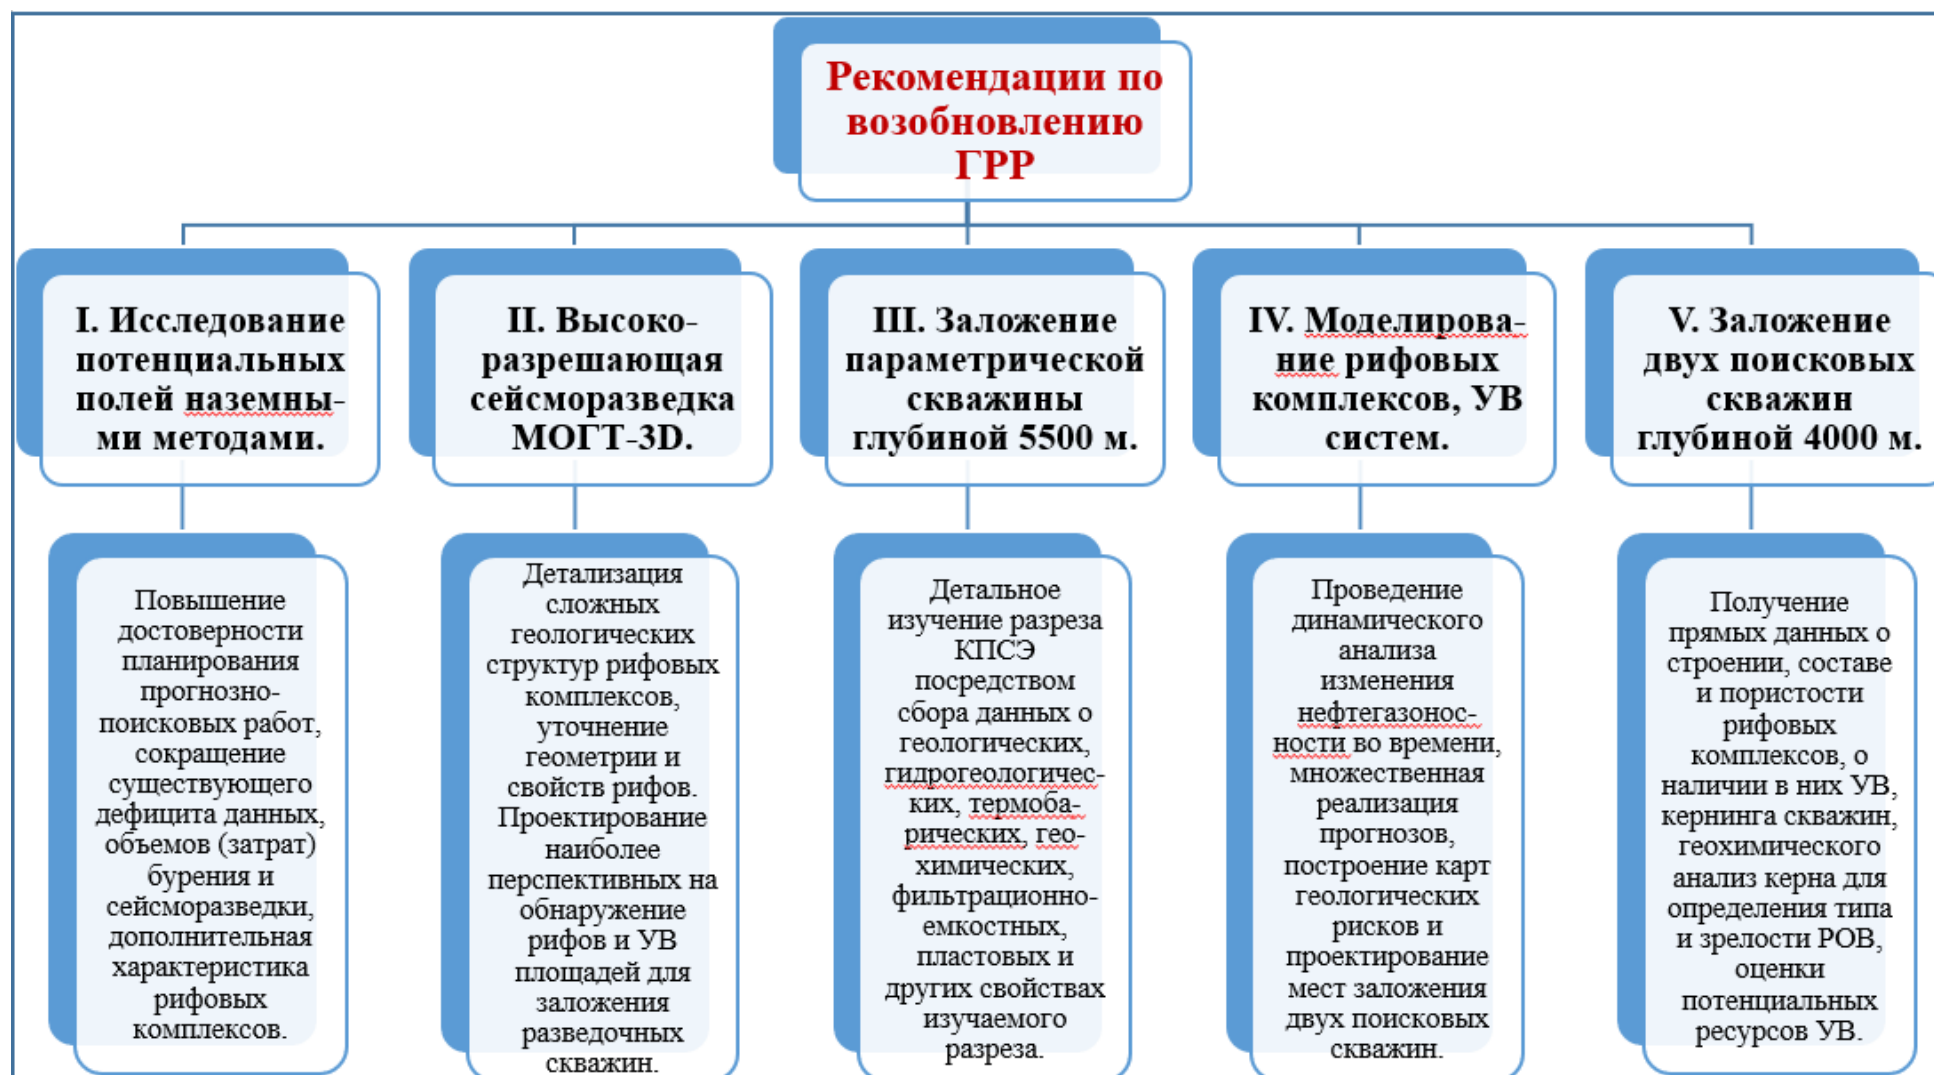 Рекомендации по
возобновлению
ГРР
I. Исследование
потенциальных
полей наземны-
ми методами.
II. Высоко-
разрешающая
сейсморазведка
МОГТ-3D.
III. Заложение
параметрической
скважины
глубиной 5500 м.
IV. Моделирова-
ние рифовых
комплексов, УВ
систем.
V. Заложение
двух поисковых
скважин
глубиной 4000 м.
Повышение
достоверности
планирования
прогнозно-
поисковых работ,
сокращение
существующего
дефицита данных,
объемов (затрат)
бурения и
сейсморазведки,
дополнительная
характеристика
рифовых
комплексов.
Детализация
сложных
геологических
структур рифовых
комплексов,
уточнение
геометрии и
свойств рифов.
Проектирование
наиболее
перспективных на
обнаружение
рифов и УВ
площадей для
заложения
разведочных
скважин.
Детальное
изучение разреза
КПСЭ
посредством
сбора данных о
геологических,
гидрогеологичес-
ких, термоба-
рических, гео-
химических,
фильтрационно-
емкостных,
пластовых и
других свойствах
изучаемого
разреза.
Проведение
динамического
анализа
изменения
нефтегазонос-
ности во времени,
множественная
реализация
прогнозов,
построение карт
геологических
рисков и
проектирование
мест заложения
двух поисковых
скважин.
Получение
прямых данных о
строении, составе
и пористости
рифовых
комплексов, о
наличии в них УВ,
кернинга скважин,
геохимического
анализ керна для
определения типа
и зрелости РОВ,
оценки
потенциальных
ресурсов УВ.